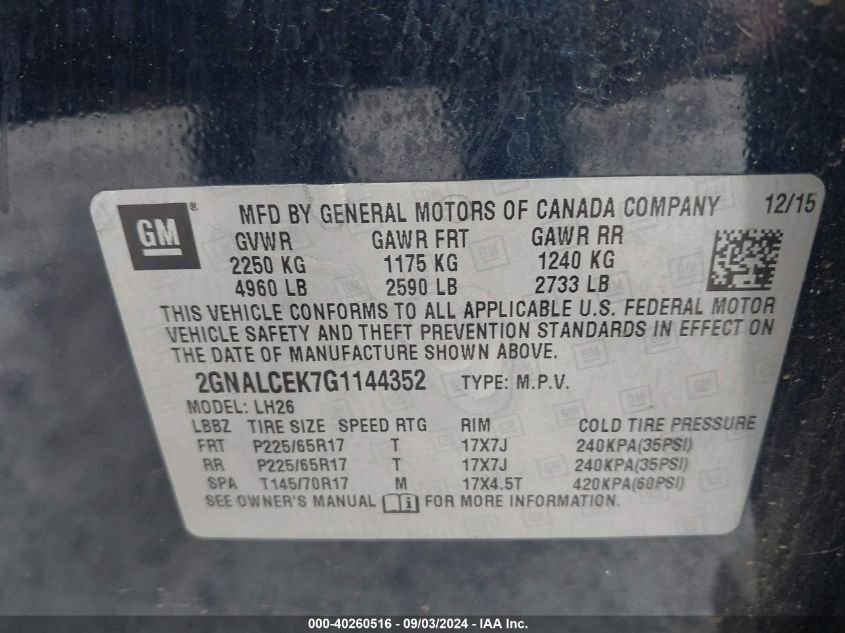 GM® MFD BY GENERAL MOTORS OF CANADA COMPANY 12/15
GVWR GAWR FRT GAWR RR
2250 KG 1175 KG 1240 KG
4960 LB 2590 LB 2733 LB
THIS VEHICLE CONFORMS TO ALL APPLICABLE U.S. FEDERAL MOTOR
VEHICLE SAFETY AND THEFT PREVENTION STANDARDS IN EFFECT ON
THE DATE OF MANUFACTURE SHOWN ABOVE.
2GNALCEK7G1144352 TYPE: M.P.V.
MODEL: LH26
LBBZ TIRE SIZE SPEED RTG RIM COLD TIRE PRESSURE
FRT P225/65R17 T 17X7J 240KPA(35PSI)
RR P225/65R17 T 17X7J 240KPA(35PSI)
SPA T145/70R17 M 17X4.5T 420KPA(60PSI)
SEE OWNER'S MANUAL i FOR MORE INFORMATION.
000-40260516 - 09/03/2024 - IAA Inc.